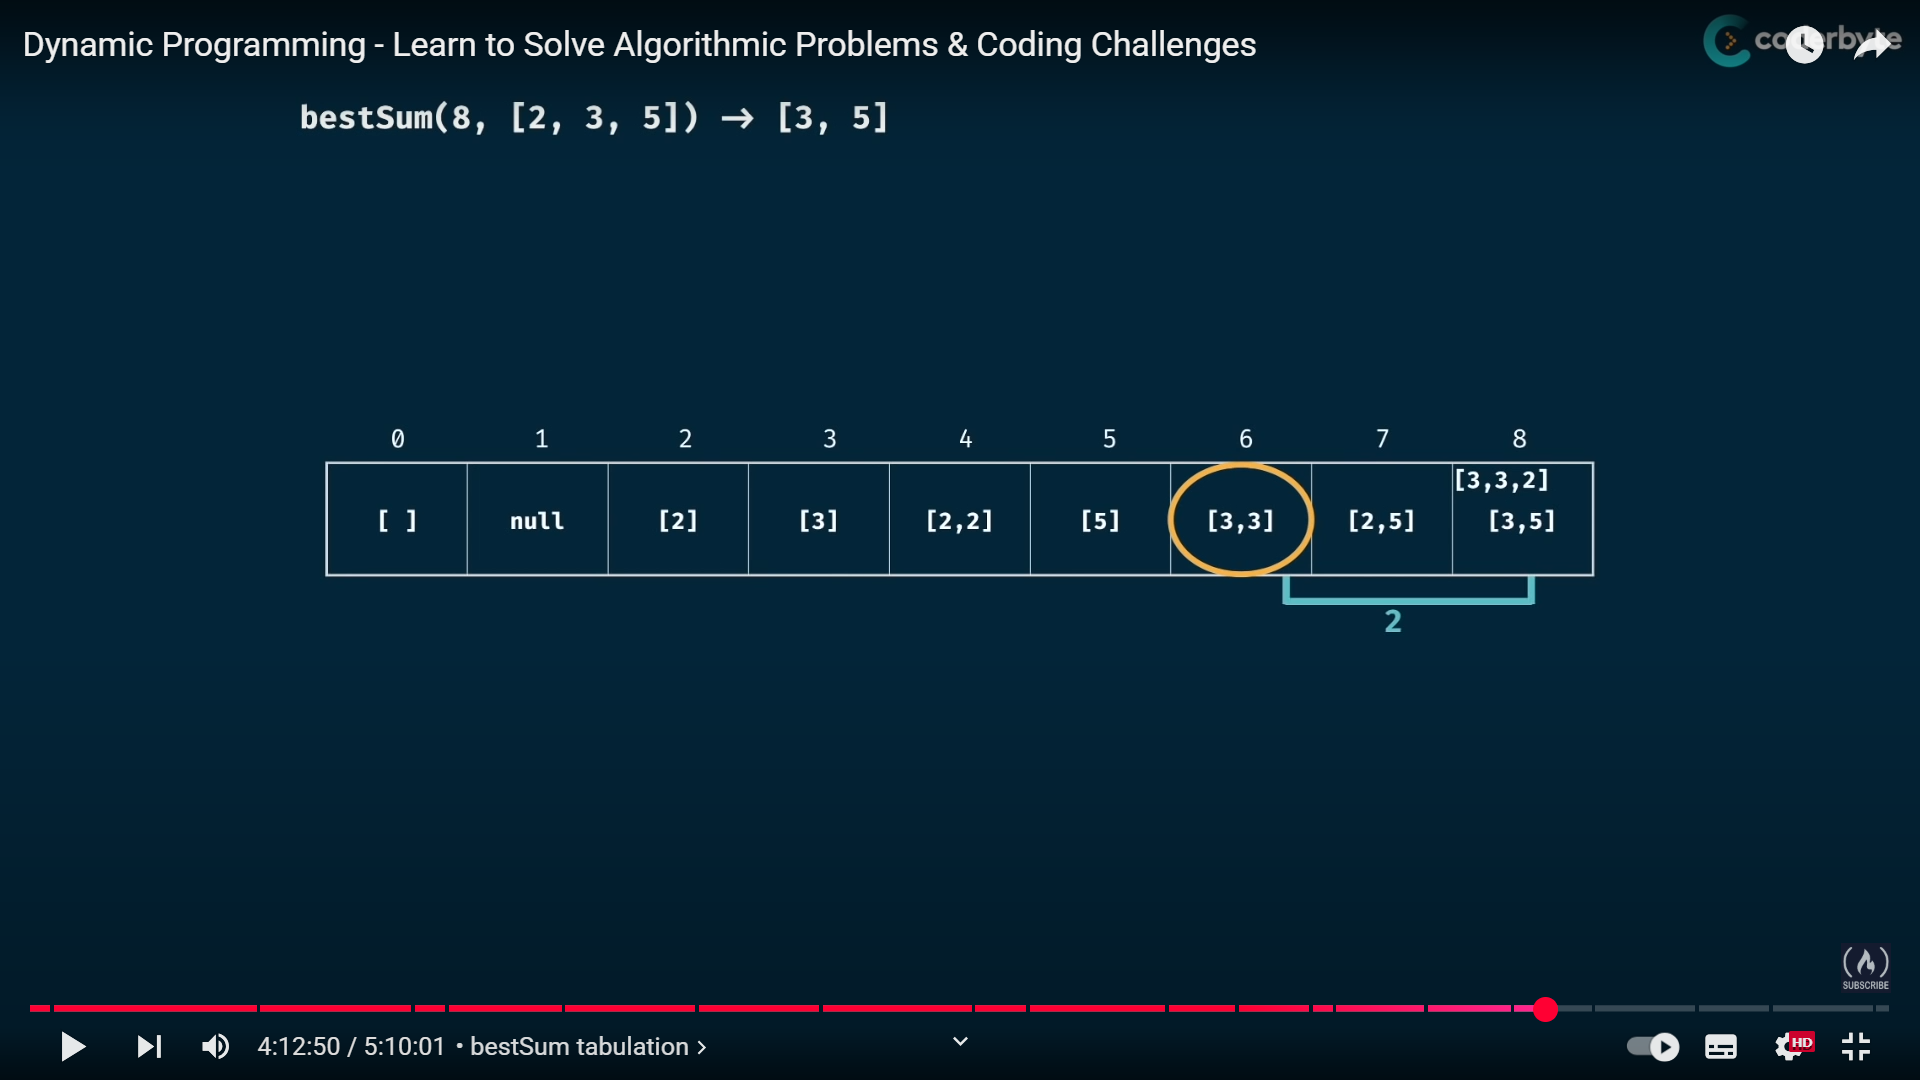 Dynamic Programming - Learn to Solve Algorithmic Problems & Coding Challenges
coderbyte
bestSum(8, [2, 3, 5]) → [3, 5]
0 1 2 3 4 5 6 7 8
[3,3,2]
[ ] null [2] [3] [2,2] [5] [3,3] [2,5] [3,5]
2
SUBSCRIBE
4:12:50 / 5:10:01 • bestSum tabulation >
HD